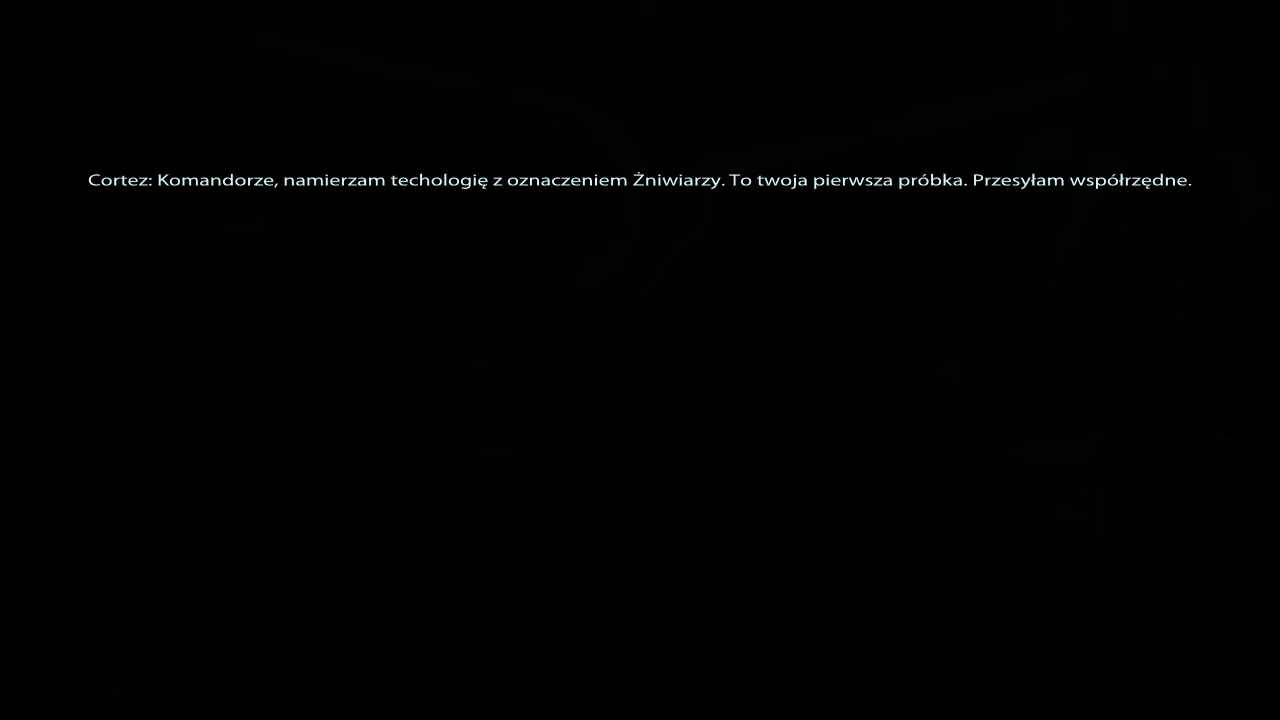 Cortez: Komandorze, namierzam techologię z oznaczeniem Żniwiarzy. To twoja pierwsza próbka. Przesyłam współrzędne.